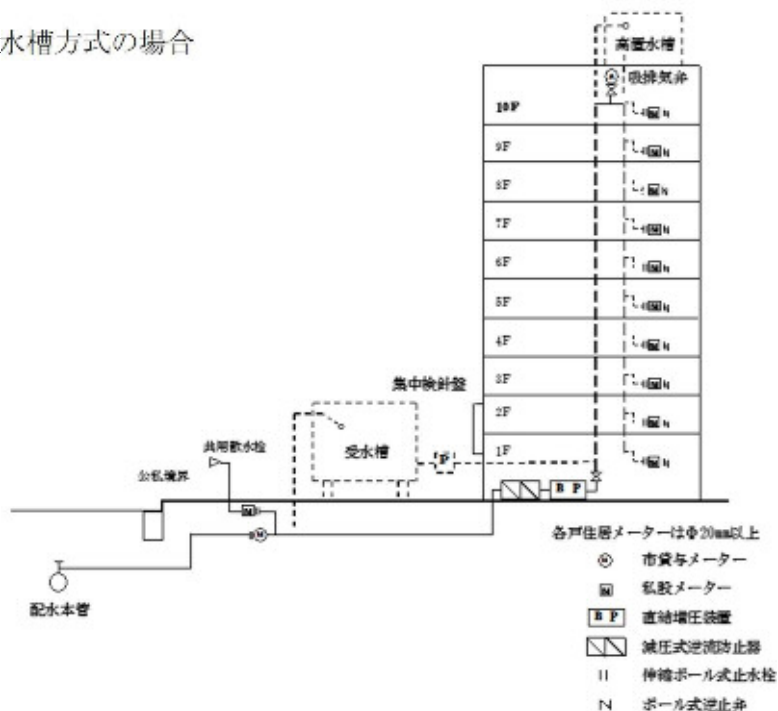 水槽方式の場合
高置水槽
吸排気弁
10F
9F
8F
7F
6F
5F
4F
3F
2F
1F
集中検針盤
受水槽
P
共用散水栓
公私境界
M
BP
配水本管
各戸住居メーターはΦ20mm以上
市貸与メーター
M 私設メーター
BP 直結増圧装置
減圧式逆流防止器
伸縮ボール式止水栓
ボール式逆止弁